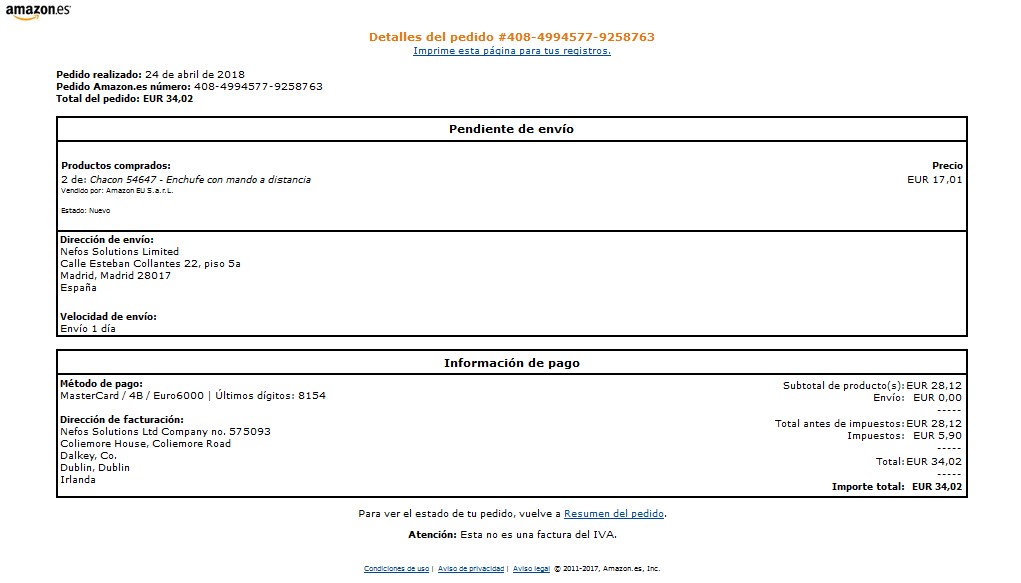 amazon.es
Detalles del pedido #408-4994577-9258763
Imprime esta página para tus registros.
Pedido realizado: 24 de abril de 2018
Pedido Amazon.es número: 408-4994577-9258763
Total del pedido: EUR 34,02
Pendiente de envío
Productos comprados: Precio
2 de: Chacon 54647 - Enchufe con mando a distancia EUR 17,01
Vendido por: Amazon EU S.a.r.L.
Estado: Nuevo
Dirección de envío:
Nefos Solutions Limited
Calle Esteban Collantes 22, piso 5a
Madrid, Madrid 28017
España
Velocidad de envío:
Envío 1 día
Información de pago
Método de pago:
MasterCard / 4B / Euro6000 | Últimos dígitos: 8154
Dirección de facturación:
Nefos Solutions Ltd Company no. 575093
Coliemore House, Coliemore Road
Dalkey, Co.
Dublin, Dublin
Irlanda
Subtotal de producto(s): EUR 28,12
Envío: EUR 0,00
-----
Total antes de impuestos: EUR 28,12
Impuestos: EUR 5,90
-----
Total: EUR 34,02
-----
Importe total: EUR 34,02
Para ver el estado de tu pedido, vuelve a Resumen del pedido.
Atención: Esta no es una factura del IVA.
Condiciones de uso | Aviso de privacidad | Aviso legal © 2011-2017, Amazon.es, Inc.